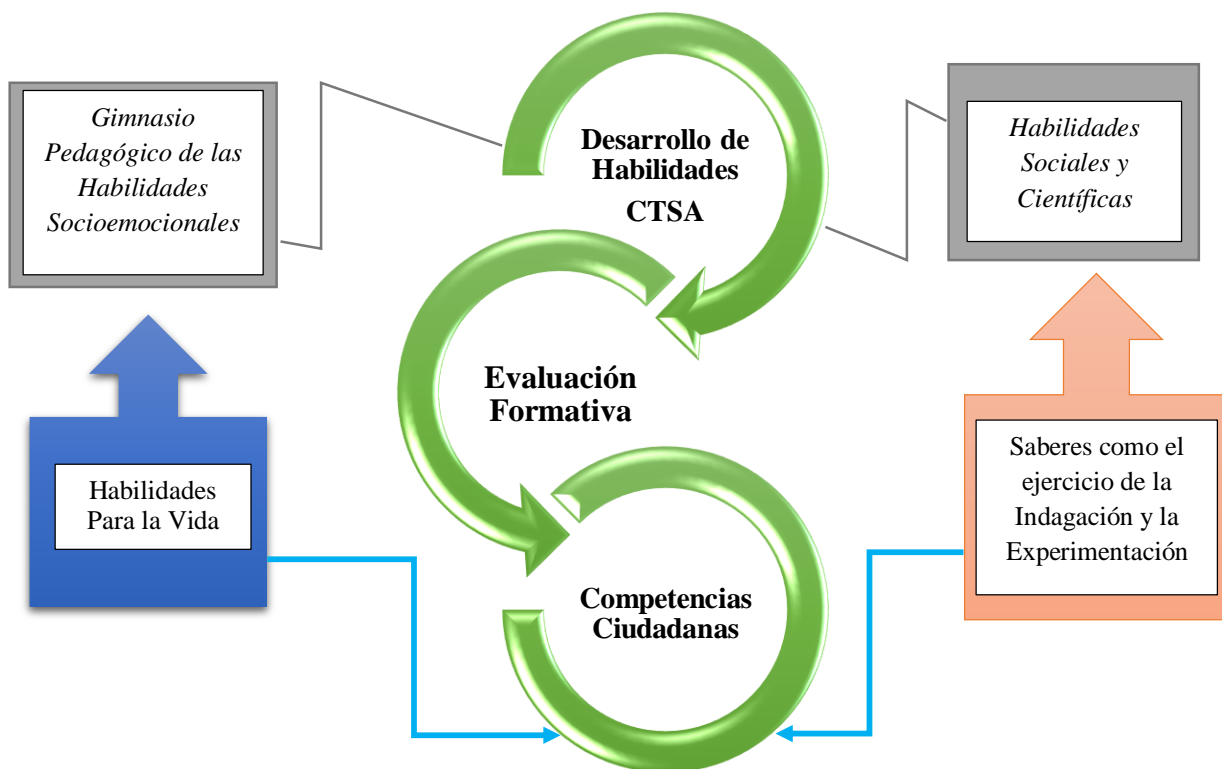 Gimnasio
Pedagógico de las
Habilidades
Socioemocionales
Desarrollo de
Habilidades
CTSA
Habilidades
Sociales y
Científicas
Evaluación
Formativa
Habilidades
Para la Vida
Saberes como el
ejercicio de la
Indagación y la
Experimentación
Competencias
Ciudadanas